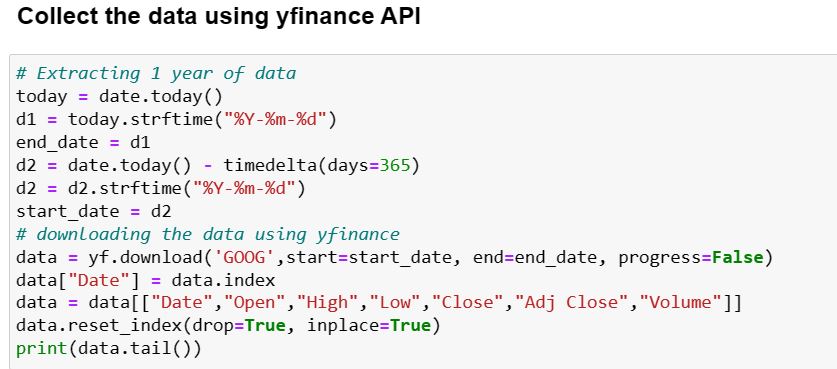 Collect the data using yfinance API
# Extracting 1 year of data
today = date.today()
d1 = today.strftime("%Y-%m-%d")
end_date = d1
d2 = date.today() - timedelta(days=365)
d2 = d2.strftime("%Y-%m-%d")
start_date = d2
# downloading the data using yfinance
data = yf.download('GOOG',start=start_date, end=end_date, progress=False)
data["Date"] = data.index
data = data[["Date","Open","High","Low","Close","Adj Close","Volume"]]
data.reset_index(drop=True, inplace=True)
print(data.tail())